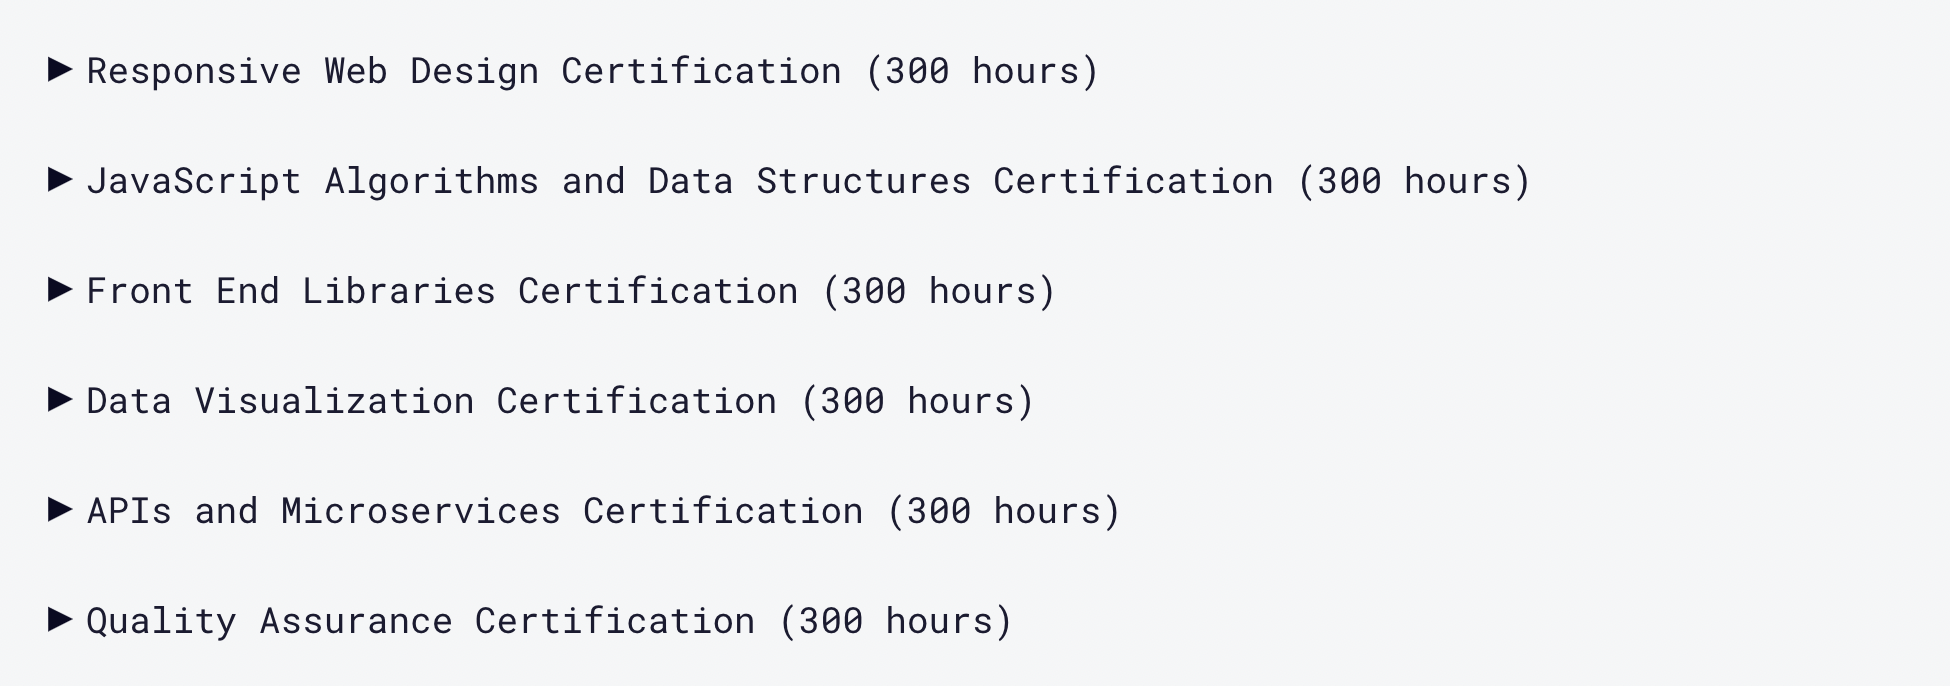 Responsive Web Design Certification (300 hours)
JavaScript Algorithms and Data Structures Certification (300 hours)
Front End Libraries Certification (300 hours)
Data Visualization Certification (300 hours)
APIs and Microservices Certification (300 hours)
Quality Assurance Certification (300 hours)